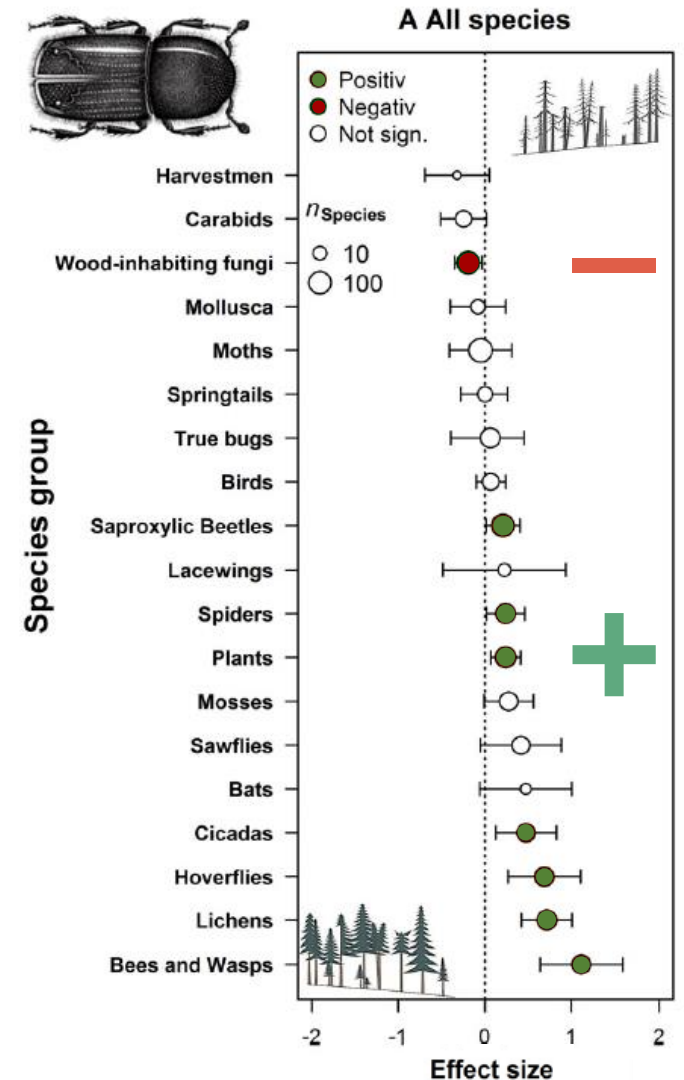 A All species
Positiv
Negativ
Not sign.
Harvestmen
nSpecies
Carabids
10
Wood-inhabiting fungi
100
Mollusca
Moths
Springtails
True bugs
Birds
Saproxylic Beetles
Lacewings
Spiders
Plants
Mosses
Sawflies
Bats
Cicadas
Hoverflies
Lichens
Bees and Wasps
Species group
-2 -1 0 1 2
Effect size